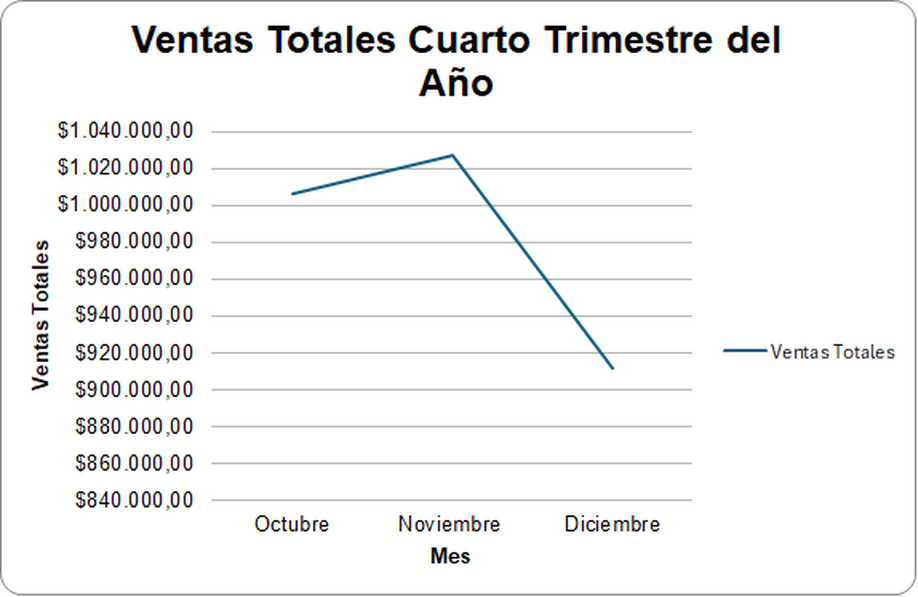 Ventas Totales Cuarto Trimestre del
Año
$1.040.000,00
$1.020.000,00
$1.000.000,00
$980.000,00
$960.000,00
$940.000,00
$920.000,00
$900.000,00
$880.000,00
$860.000,00
$840.000,00
Ventas Totales
Octubre Noviembre Diciembre
Mes
Ventas Totales